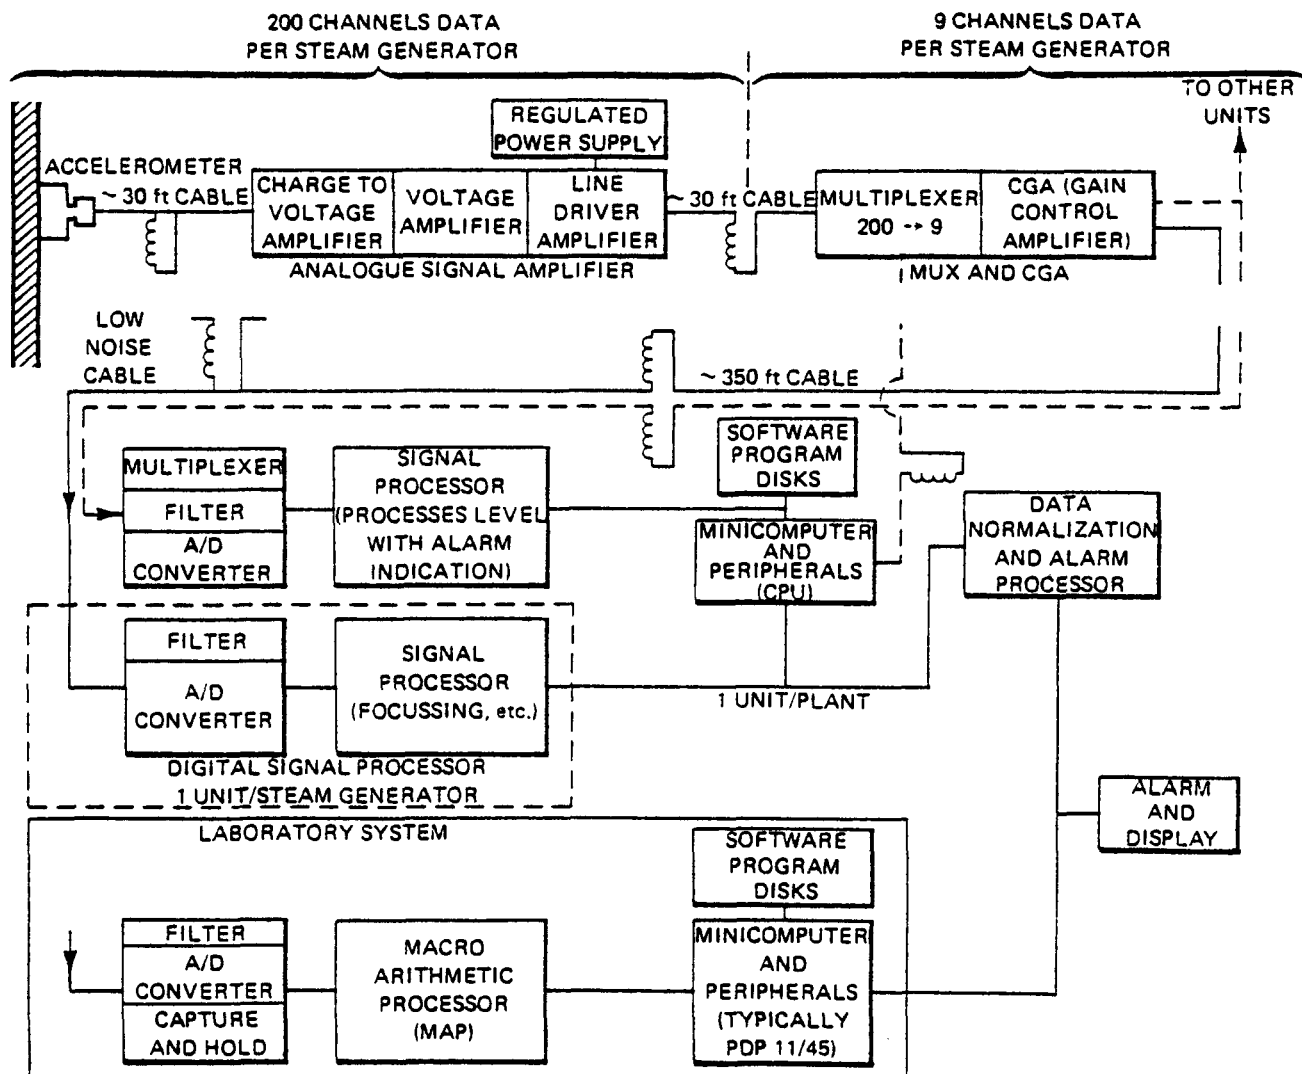 200 CHANNELS DATA
PER STEAM GENERATOR
9 CHANNELS DATA
PER STEAM GENERATOR
TO OTHER
UNITS
REGULATED
POWER SUPPLY
ACCELEROMETER
~ 30 ft CABLE
CHARGE TO
VOLTAGE
AMPLIFIER
VOLTAGE
AMPLIFIER
LINE
DRIVER
AMPLIFIER
ANALOGUE SIGNAL AMPLIFIER
~ 30 ft CABLE
MULTIPLEXER
200 → 9
CGA (GAIN
CONTROL
AMPLIFIER)
MUX AND CGA
LOW
NOISE
CABLE
~ 350 ft CABLE
MULTIPLEXER
FILTER
A/D
CONVERTER
SIGNAL
PROCESSOR
(PROCESSES LEVEL
WITH ALARM
INDICATION)
SOFTWARE
PROGRAM
DISKS
MINICOMPUTER
AND
PERIPHERALS
(CPU)
DATA
NORMALIZATION
AND ALARM
PROCESSOR
FILTER
A/D
CONVERTER
SIGNAL
PROCESSOR
(FOCUSSING, etc.)
1 UNIT/PLANT
DIGITAL SIGNAL PROCESSOR
1 UNIT/STEAM GENERATOR
ALARM
AND
DISPLAY
LABORATORY SYSTEM
SOFTWARE
PROGRAM
DISKS
FILTER
A/D
CONVERTER
CAPTURE
AND HOLD
MACRO
ARITHMETIC
PROCESSOR
(MAP)
MINICOMPUTER
AND
PERIPHERALS
(TYPICALLY
PDP 11/45)